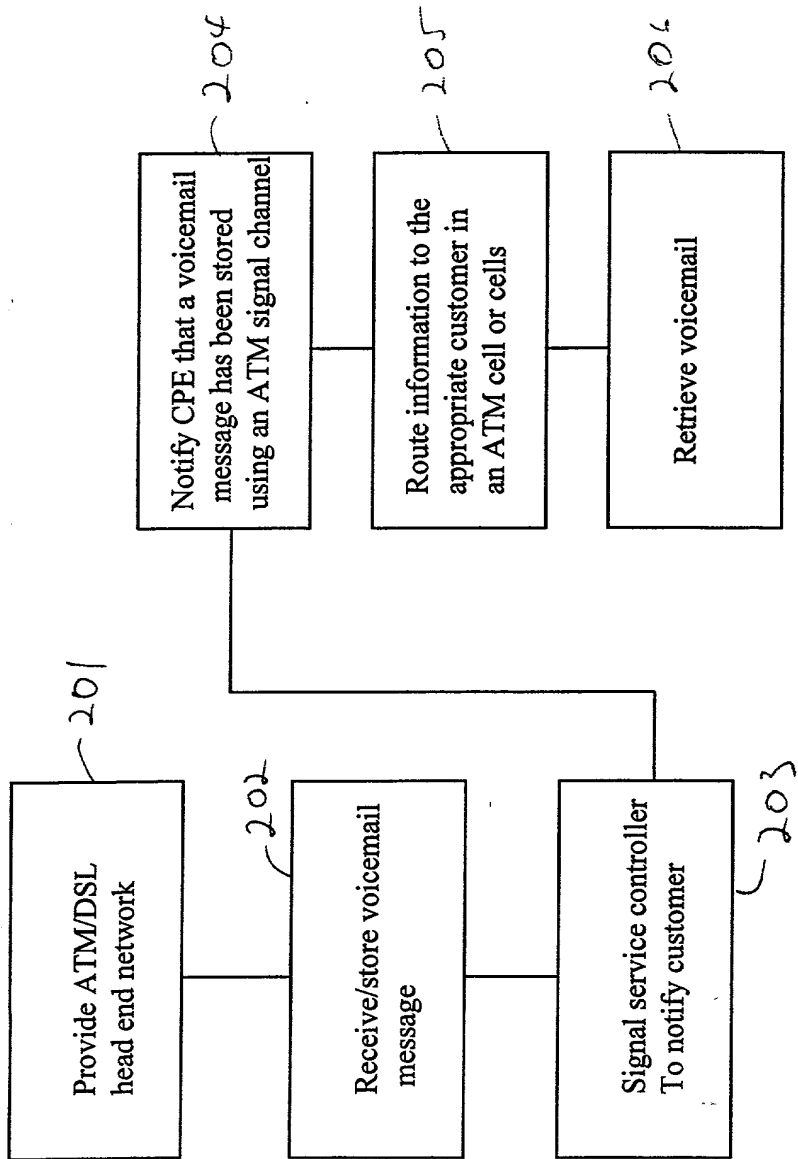 Provide ATM/DSL
head end network
201
Receive/store voicemail
message
202
Signal service controller
To notify customer
203
Notify CPE that a voicemail
message has been stored
using an ATM signal channel
204
Route information to the
appropriate customer in
an ATM cell or cells
205
Retrieve voicemail
206